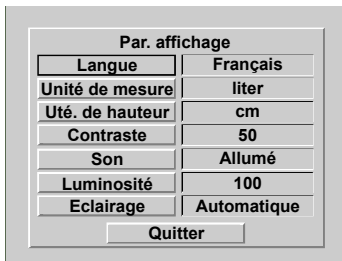 Par. affichage
Langue Français
Unité de mesure liter
Uté. de hauteur cm
Contraste 50
Son Allumé
Luminosité 100
Eclairage Automatique
Quitter